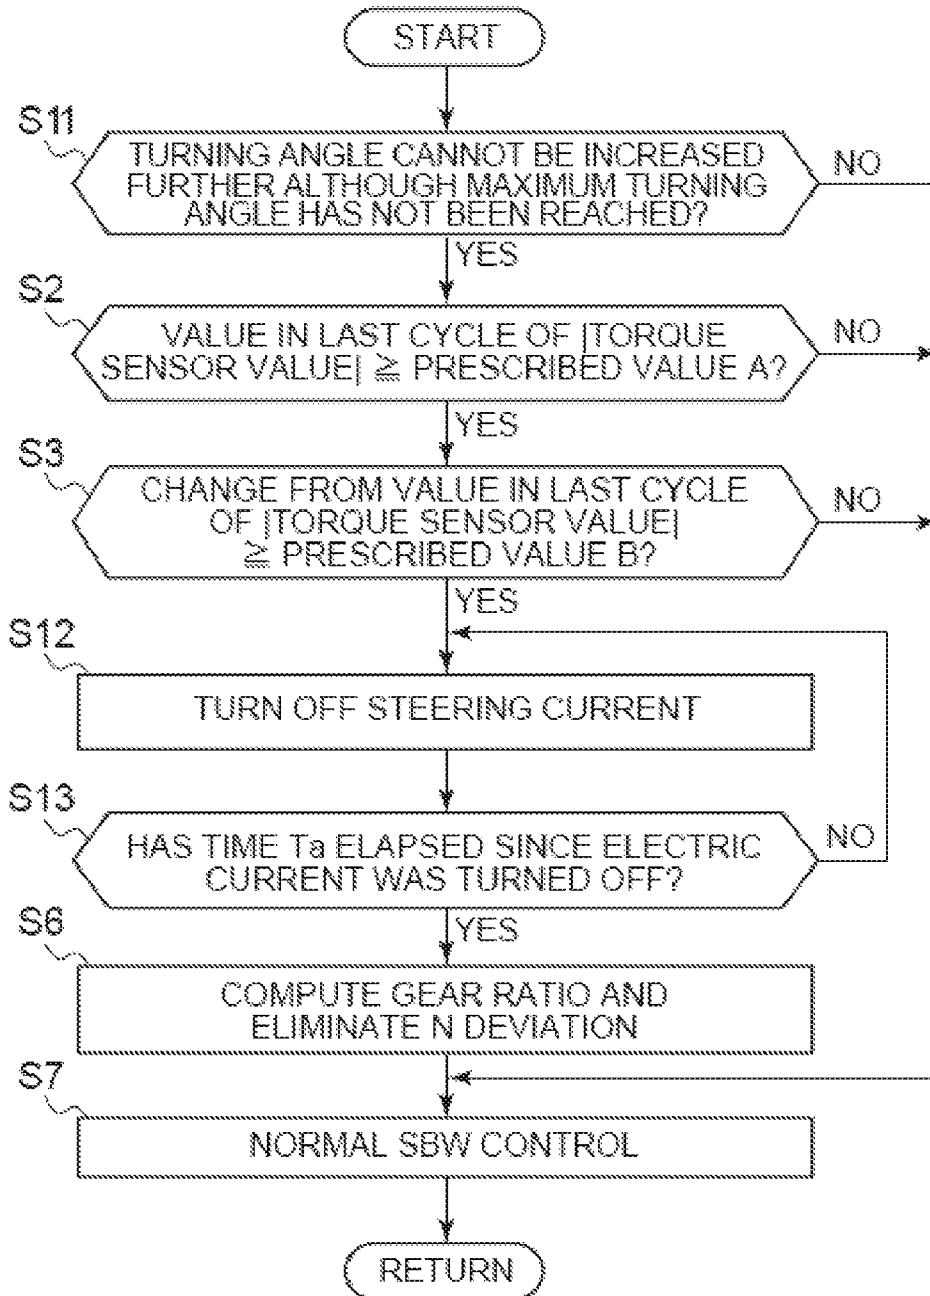 START
S11
TURNING ANGLE CANNOT BE INCREASED
FURTHER ALTHOUGH MAXIMUM TURNING
ANGLE HAS NOT BEEN REACHED?
NO
YES
S2
VALUE IN LAST CYCLE OF |TORQUE
SENSOR VALUE| ≧ PRESCRIBED VALUE A?
NO
YES
S3
CHANGE FROM VALUE IN LAST CYCLE
OF |TORQUE SENSOR VALUE|
≧ PRESCRIBED VALUE B?
NO
YES
S12
TURN OFF STEERING CURRENT
S13
HAS TIME Ta ELAPSED SINCE ELECTRIC
CURRENT WAS TURNED OFF?
NO
YES
S6
COMPUTE GEAR RATIO AND
ELIMINATE N DEVIATION
S7
NORMAL SBW CONTROL
RETURN